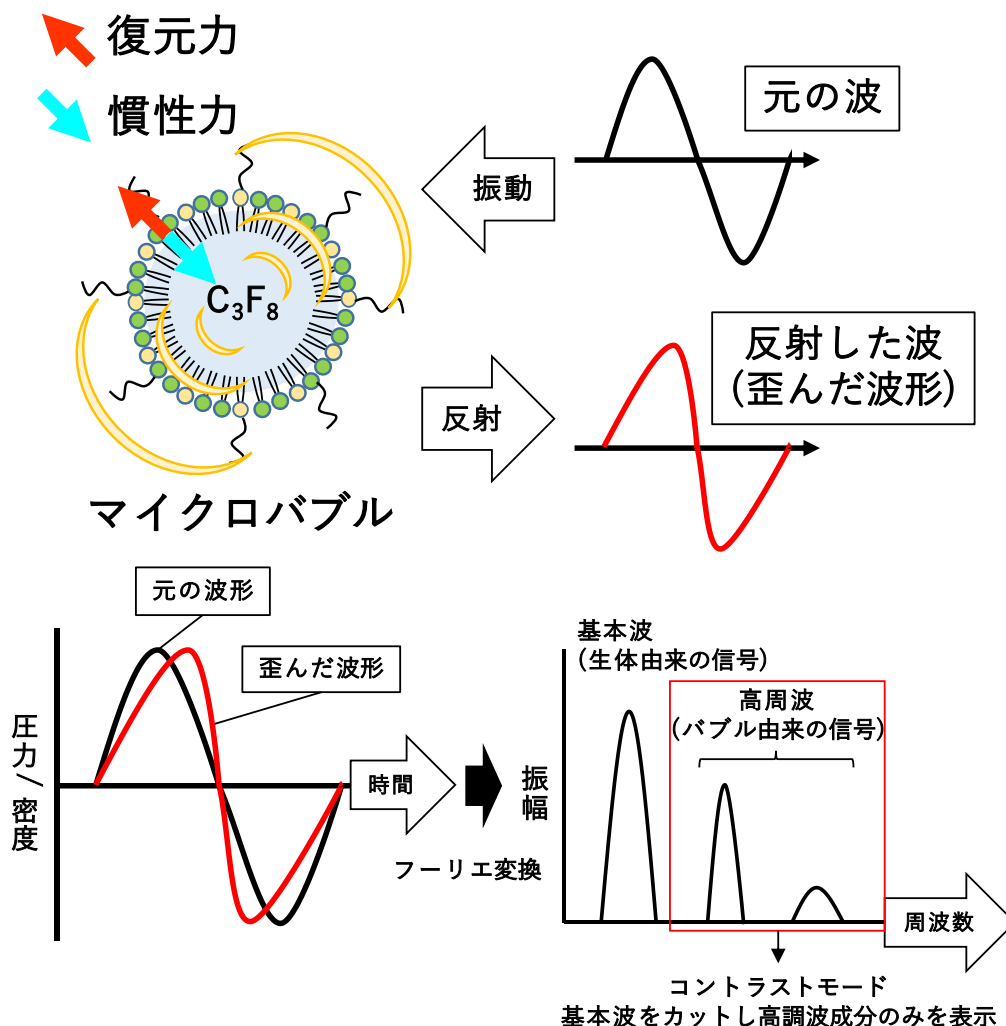 復元力
慣性力
元の波
振動
C₃F₈
反射した波
(歪んだ波形)
反射
マイクロバブル
元の波形
歪んだ波形
圧力/密度
時間
フーリエ変換
基本波
(生体由来の信号)
高周波
(バブル由来の信号)
振幅
周波数
コントラストモード
基本波をカットし高調波成分のみを表示